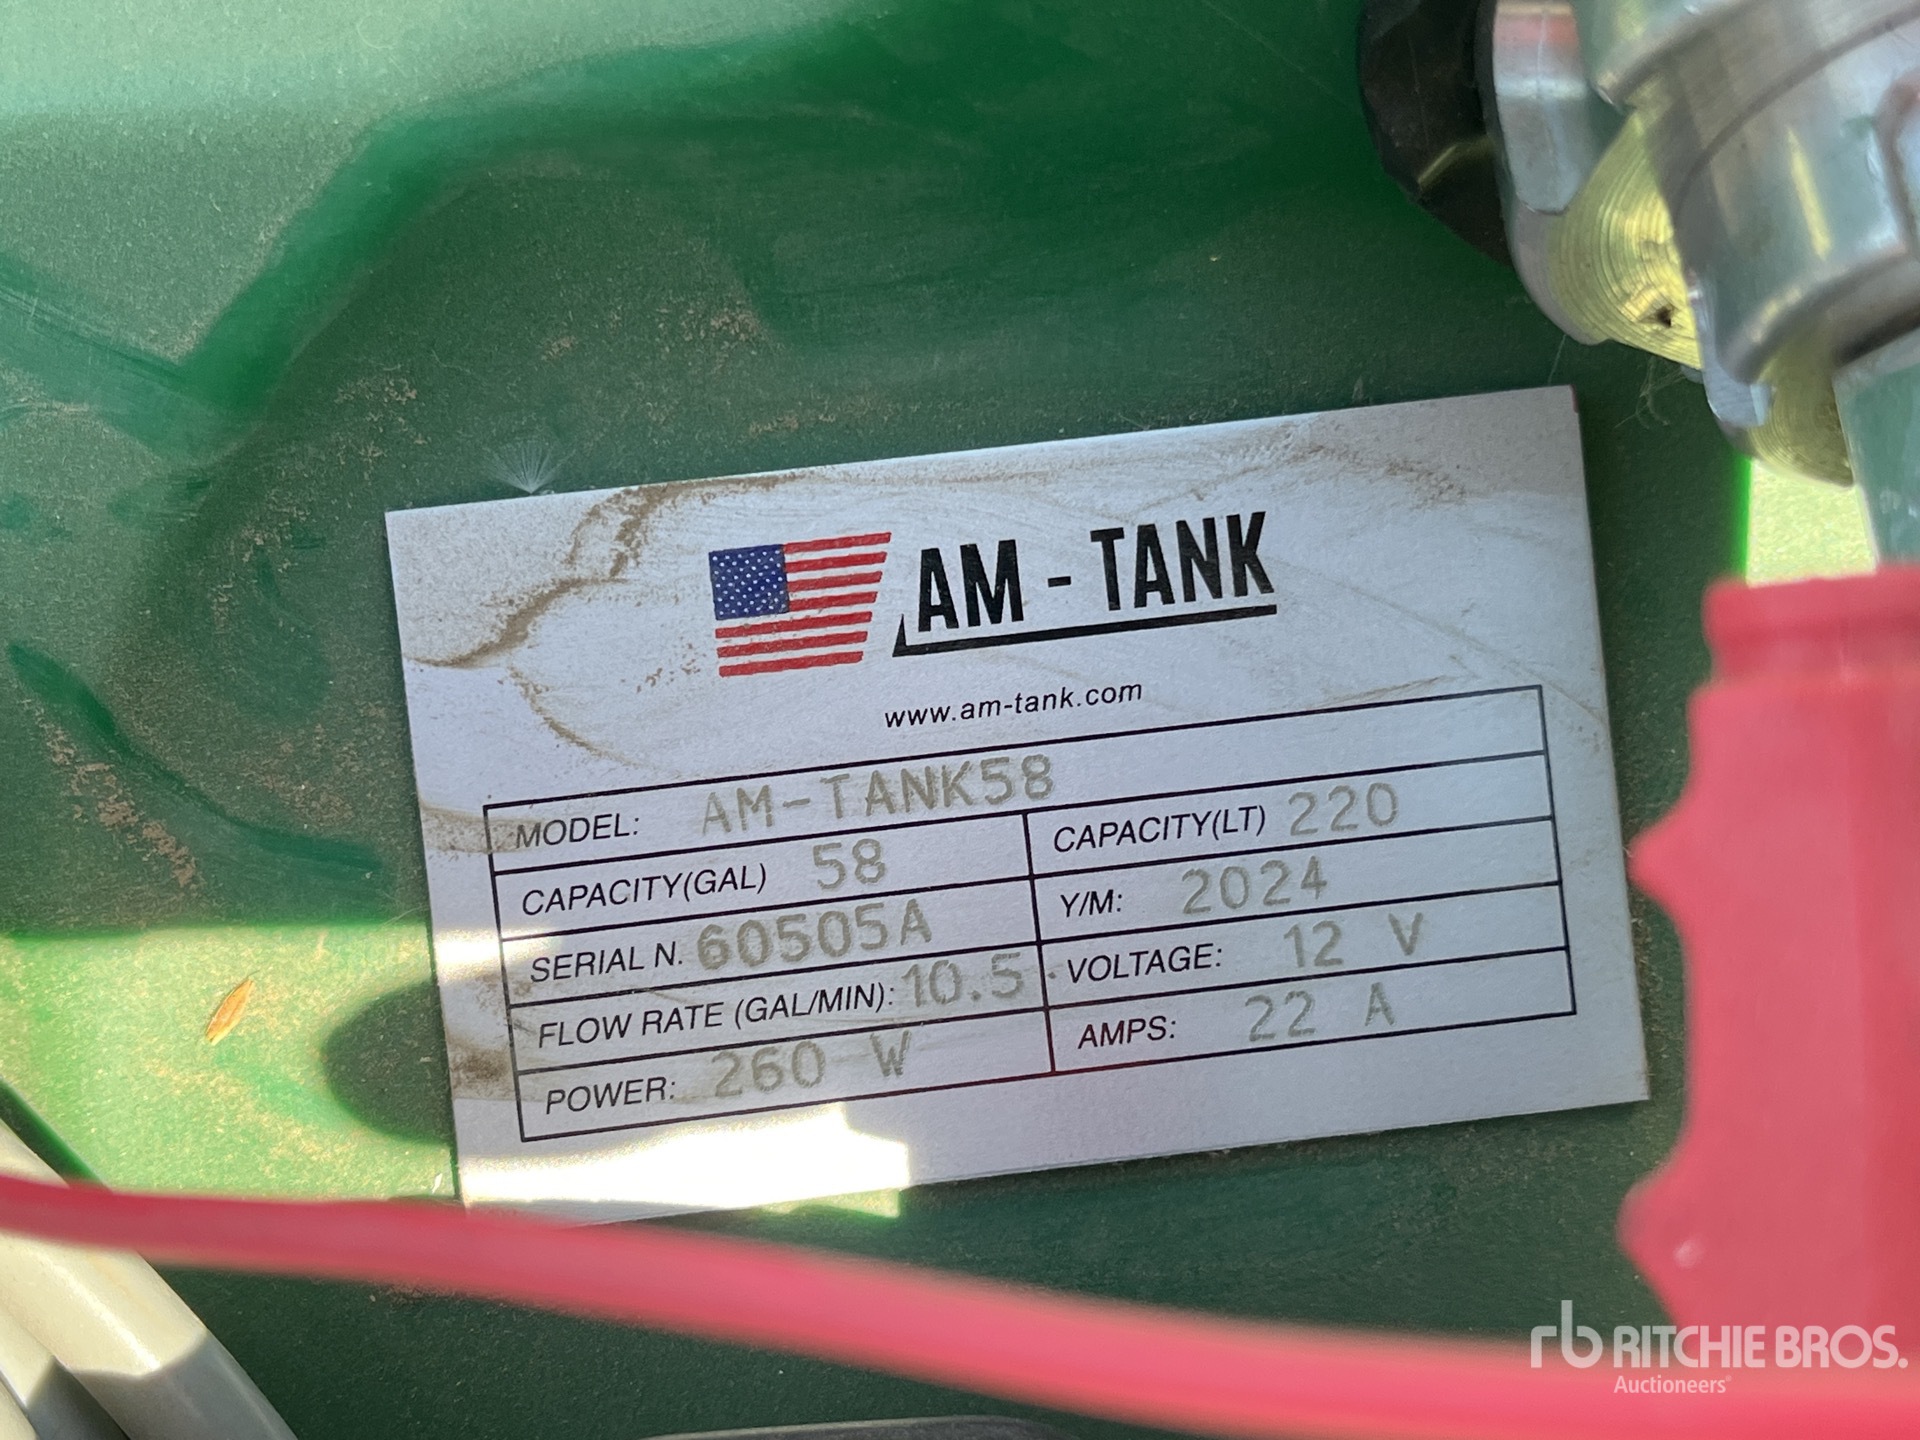 AM - TANK
www.am-tank.com
MODEL: AM-TANK58
CAPACITY(GAL) 58 CAPACITY(LT) 220
SERIAL N. 60505A Y/M: 2024
FLOW RATE (GAL/MIN): 10.5 VOLTAGE: 12 V
POWER: 260 W AMPS: 22 A
rb RITCHIE BROS.
Auctioneers